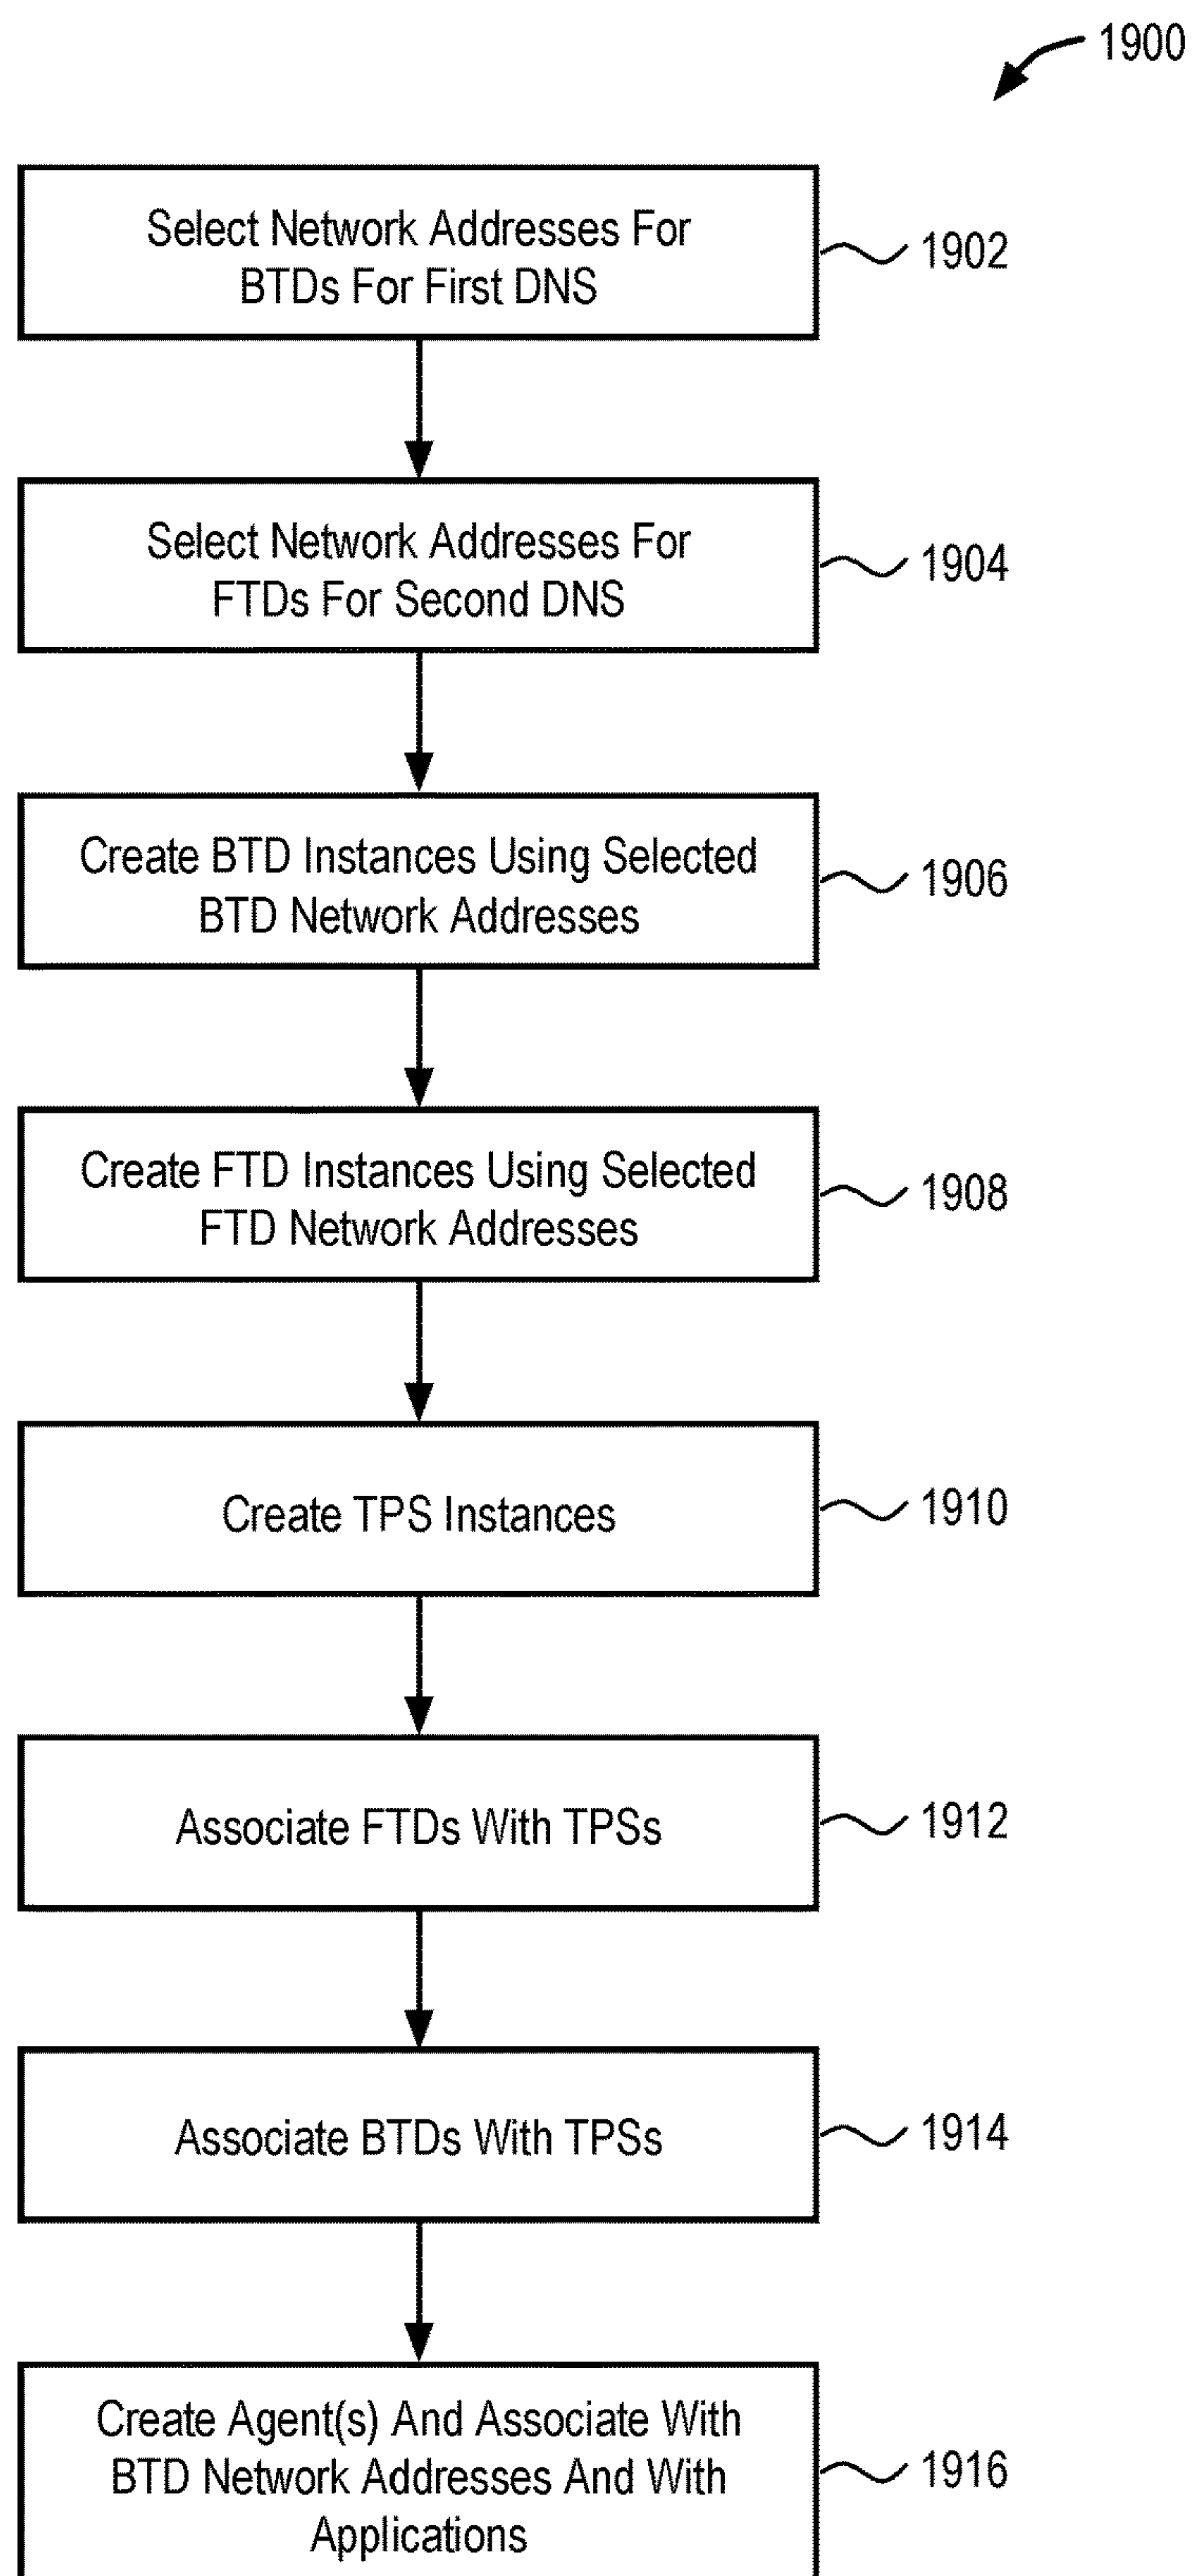 1900
Select Network Addresses For
BTDs For First DNS
1902
Select Network Addresses For
FTDs For Second DNS
1904
Create BTD Instances Using Selected
BTD Network Addresses
1906
Create FTD Instances Using Selected
FTD Network Addresses
1908
Create TPS Instances
1910
Associate FTDs With TPSs
1912
Associate BTDs With TPSs
1914
Create Agent(s) And Associate With
BTD Network Addresses And With
Applications
1916